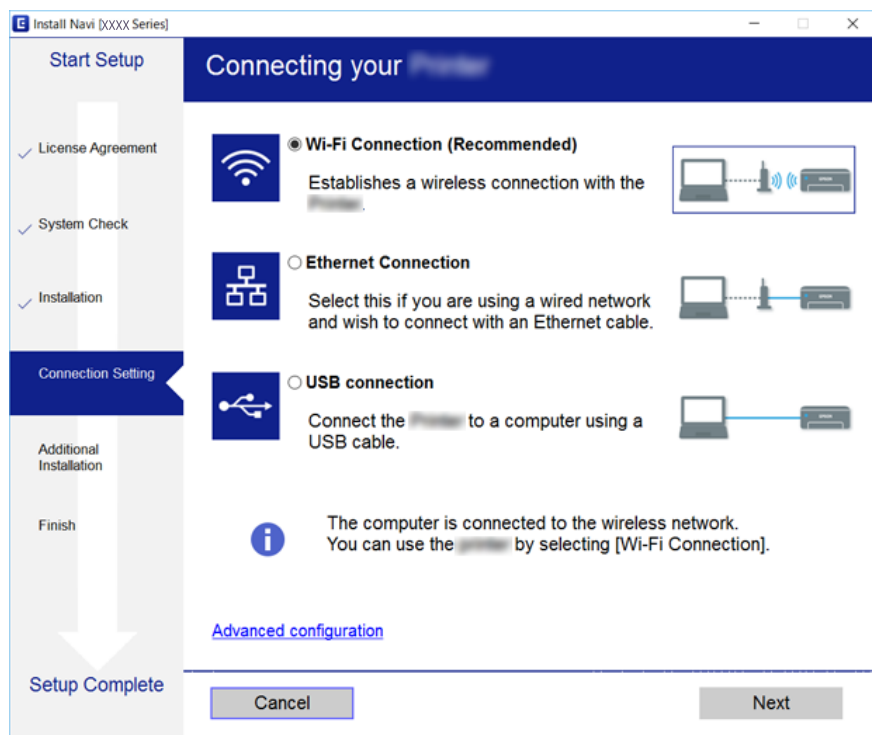 Install Navi [XXXX Series]
Start Setup
License Agreement
System Check
Installation
Connection Setting
Additional
Installation
Finish
Setup Complete
Connecting your
Wi-Fi Connection (Recommended)
Establishes a wireless connection with the
.
Ethernet Connection
Select this if you are using a wired network
and wish to connect with an Ethernet cable.
USB connection
Connect the to a computer using a
USB cable.
The computer is connected to the wireless network.
You can use the by selecting [Wi-Fi Connection].
Advanced configuration
Cancel
Next